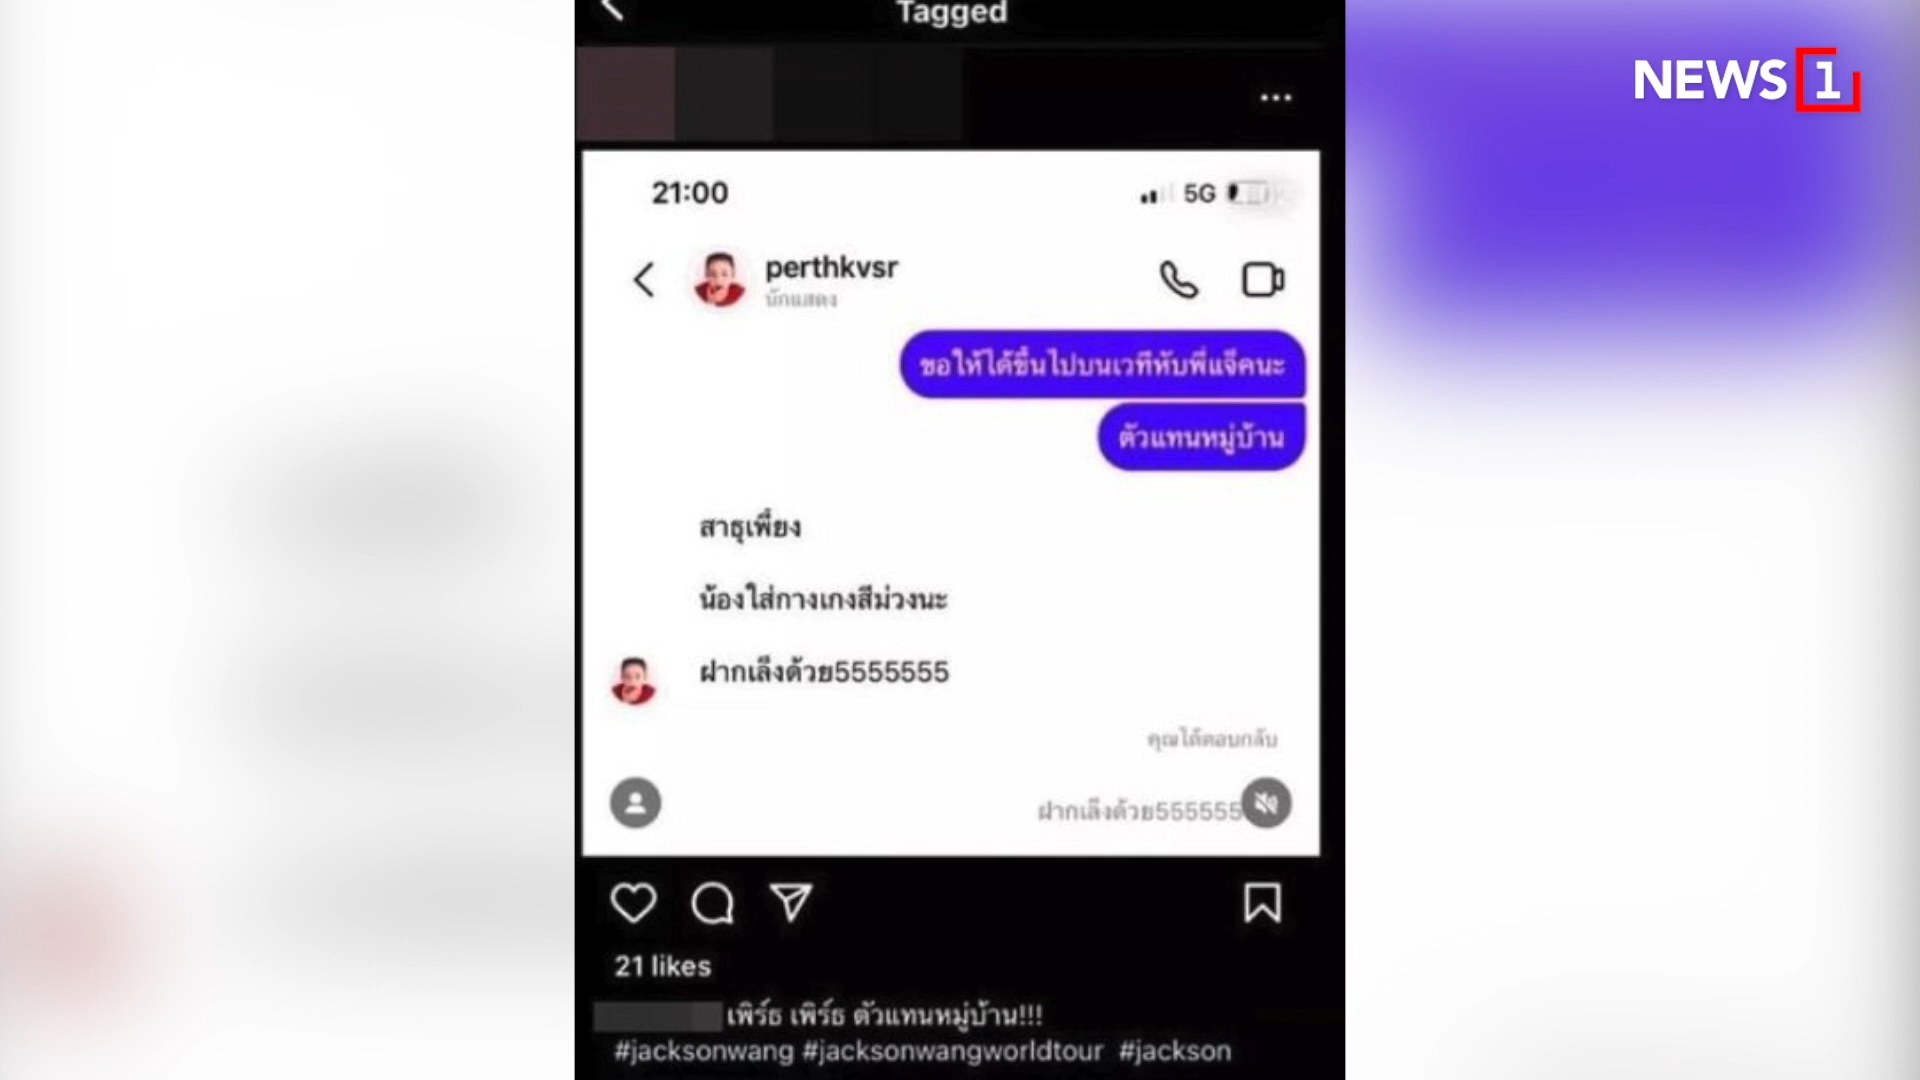 Tagged
NEWS 1
21:00
5G
perthkvsr
นักแสดง
ขอให้ได้ขึ้นไปบนเวทีหับพี่แจ็คนะ
ตัวแทนหมู่บ้าน
สาธุเพี่ยง
น้องใส่กางเกงสีม่วงนะ
ฝากเล็งด้วย5555555
คุณได้ตอบกลับ
ฝากเล็งด้วย555555
21 likes
เพิร์ธ เพิร์ธ ตัวแทนหมู่บ้าน!!!
#jacksonwang #jacksonwangworldtour #jackson